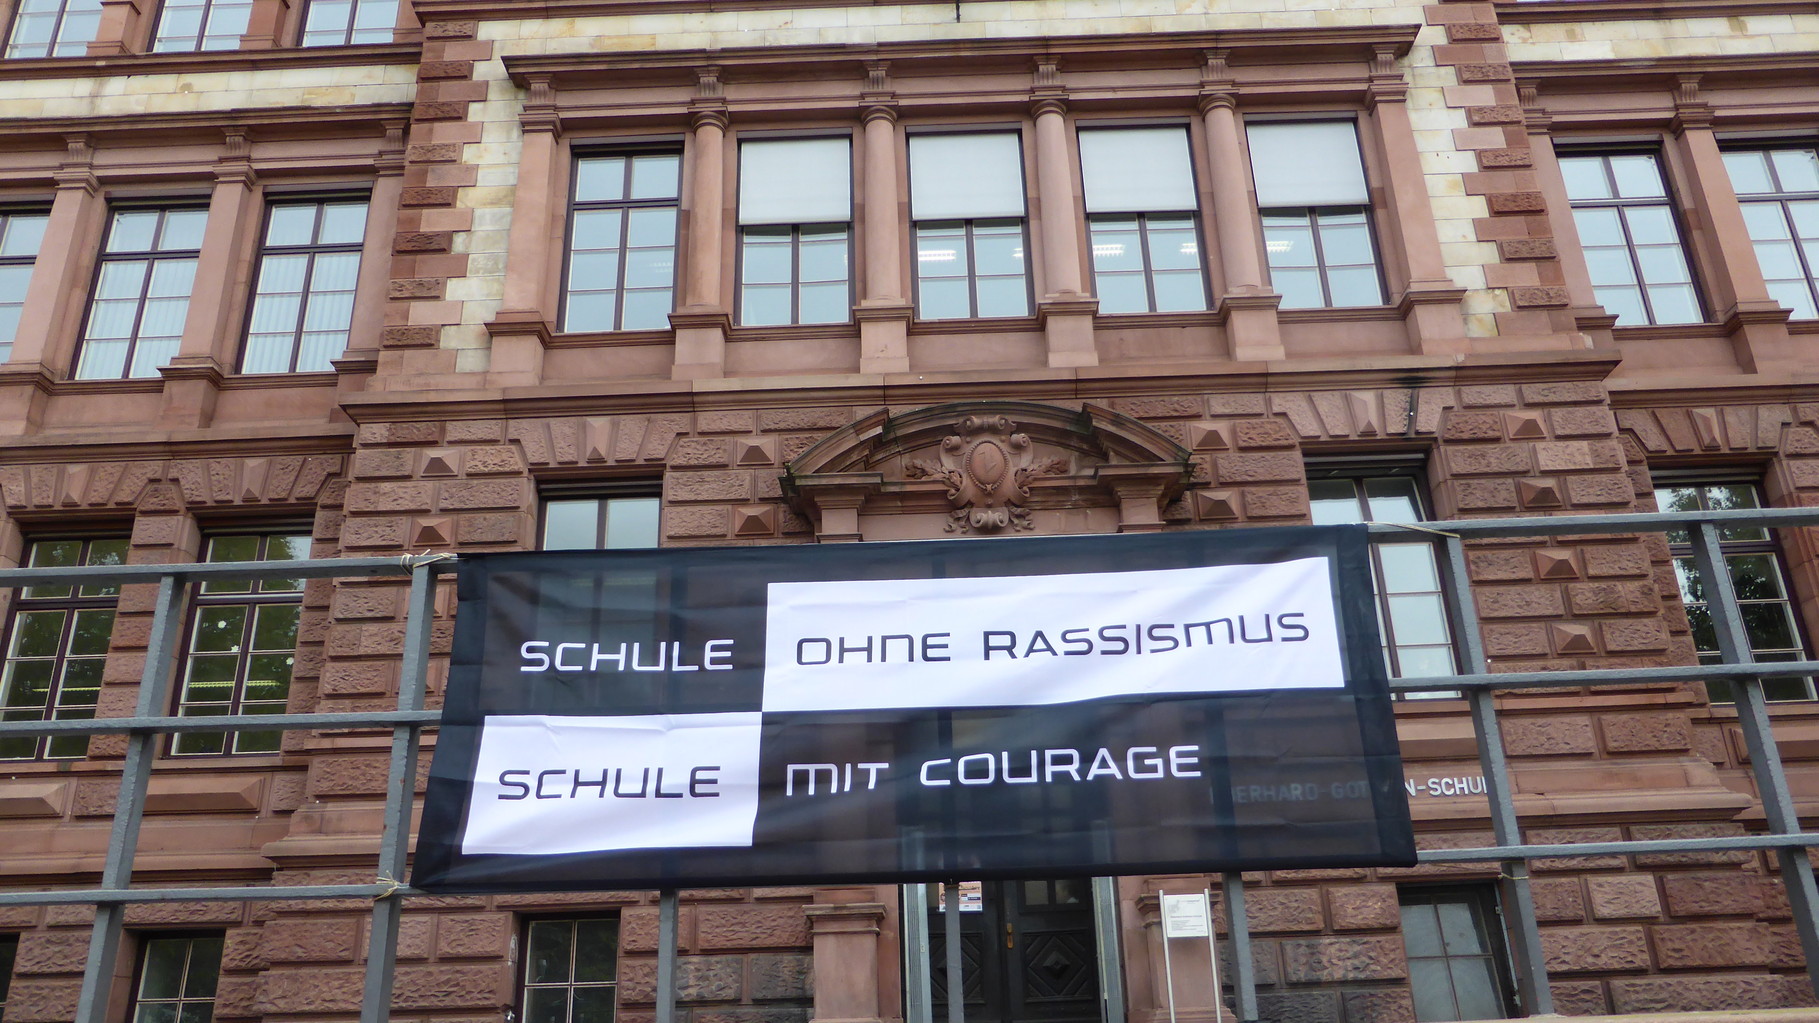 SCHULE OHNE RASSISMUS
SCHULE MIT COURAGE